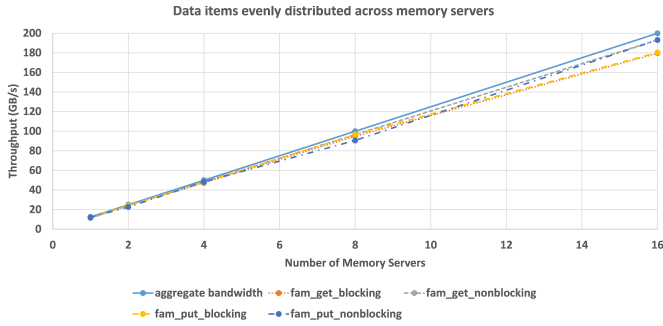 Data items evenly distributed across memory servers
Throughput (GB/s)
200
180
160
140
120
100
80
60
40
20
0
0 2 4 6 8 10 12 14 16
Number of Memory Servers
aggregate bandwidth fam_get_blocking fam_get_nonblocking
fam_put_blocking fam_put_nonblocking